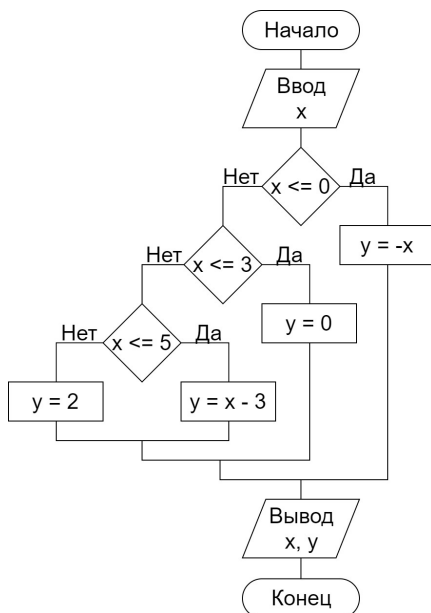 Начало
Ввод
x
Нет
x <= 0
Да
Нет
x <= 3
Да
y = -x
Нет
x <= 5
Да
y = 0
y = 2
y = x - 3
Вывод
x, y
Конец